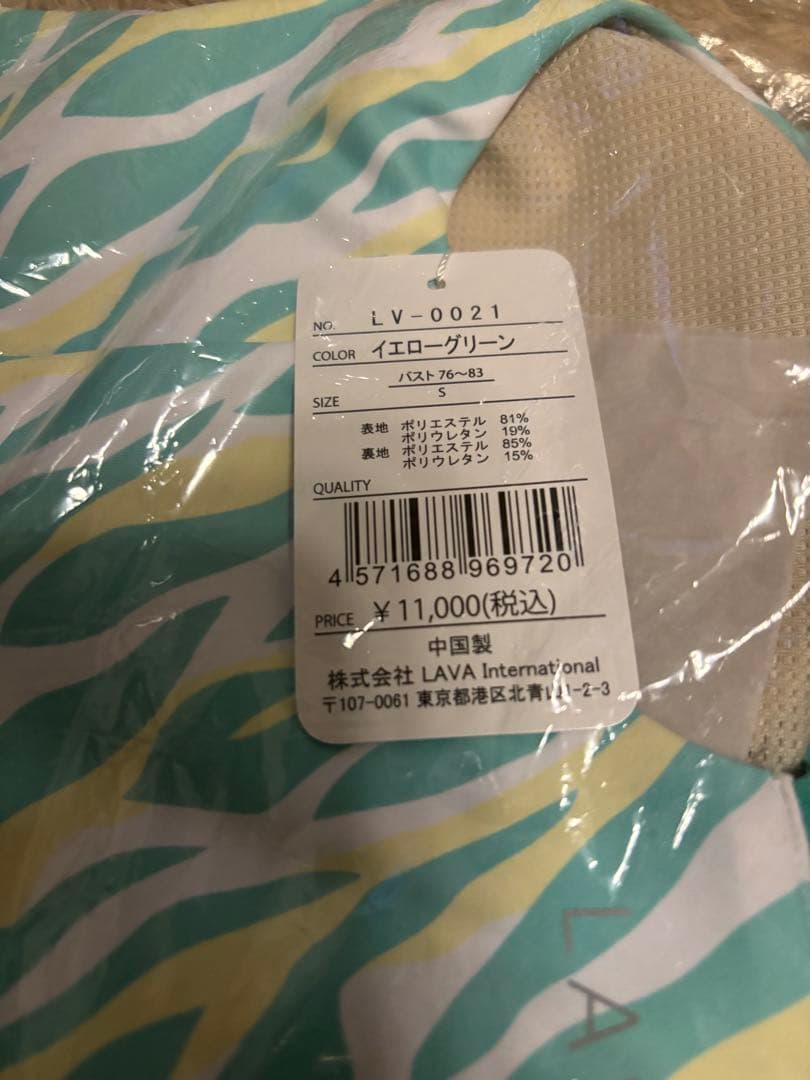 NO. LV-0021
COLOR イエローグリーン
バスト 76〜83
SIZE S
表地 ポリエステル 81%
ポリウレタン 19%
裏地 ポリエステル 85%
ポリウレタン 15%
QUALITY
4 571688 969720
PRICE ¥11,000(税込)
中国製
株式会社 LAVA International
〒107-0061 東京都港区北青山1-2-3
LA